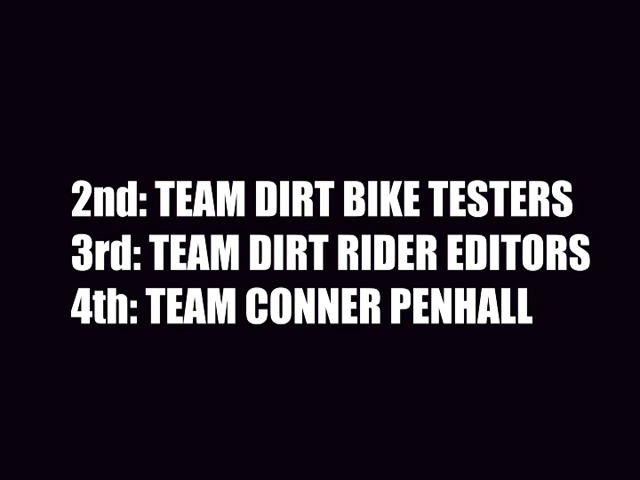 2nd: TEAM DIRT BIKE TESTERS
3rd: TEAM DIRT RIDER EDITORS
4th: TEAM CONNER PENHALL